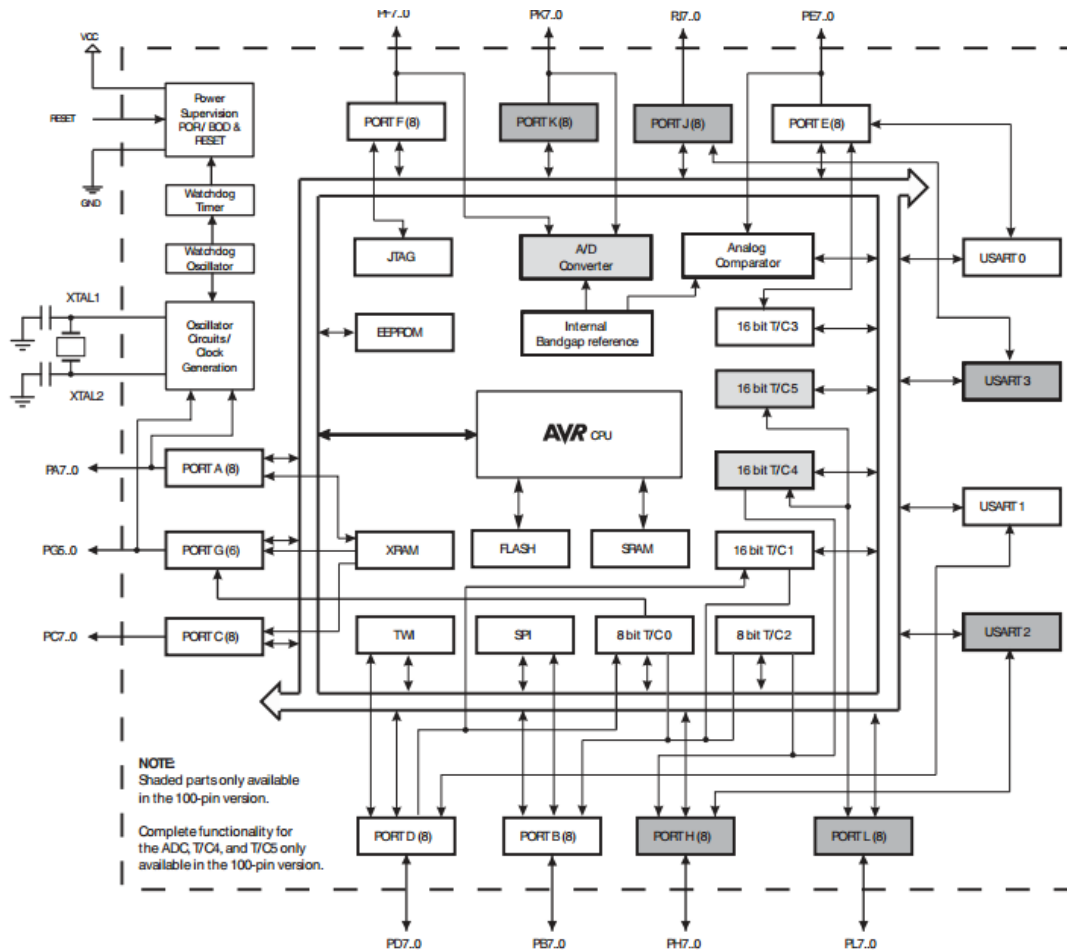 PF7..0
PK7..0
PJ7..0
PE7..0
VCC
RESET
GND
Power
Supervision
POR/ BOD &
RESET
PORT F (8)
PORT K (8)
PORT J (8)
PORT E (8)
Watchdog
Timer
Watchdog
Oscillator
JTAG
A/D
Converter
Analog
Comparator
USART 0
XTAL1
XTAL2
Oscillator
Circuits /
Clock
Generation
EEPROM
Internal
Bandgap reference
16 bit T/C3
16 bit T/C5
USART 3
AVR CPU
PA7..0
PORT A (8)
16 bit T/C4
USART 1
PG5..0
PORT G (6)
XRAM
FLASH
SRAM
16 bit T/C1
PC7..0
PORT C (8)
TWI
SPI
8 bit T/C0
8 bit T/C2
USART 2
NOTE:
Shaded parts only available
in the 100-pin version.
Complete functionality for
the ADC, T/C4, and T/C5 only
available in the 100-pin version.
PORT D (8)
PORT B (8)
PORT H (8)
PORT L (8)
PD7..0
PB7..0
PH7..0
PL7..0